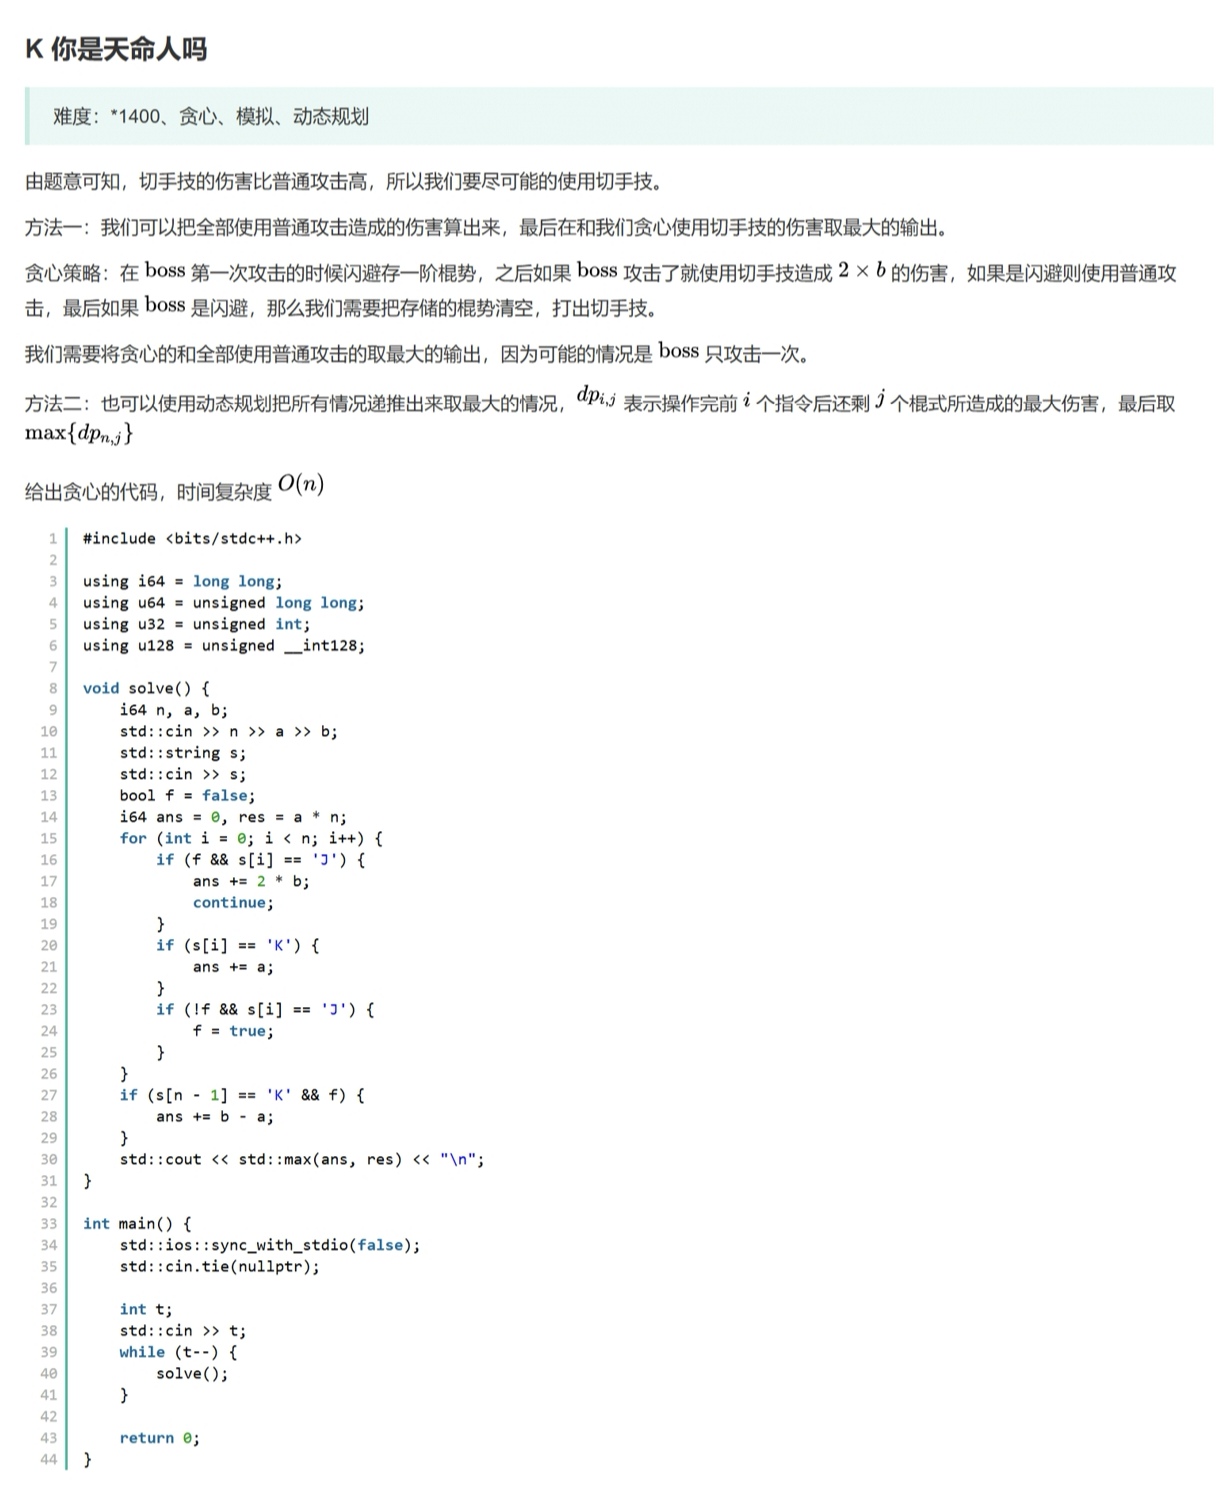 K 你是天命人吗
难度：*1400、贪心、模拟、动态规划
由题意可知，切手技的伤害比普通攻击高，所以我们要尽可能的使用切手技。
方法一：我们可以把全部使用普通攻击造成的伤害算出来，最后在和我们贪心使用切手技的伤害取最大的输出。
贪心策略：在 boss 第一次攻击的时候闪避存一阶棍势，之后如果 boss 攻击了就使用切手技造成 2 × b 的伤害，如果是闪避则使用普通攻
击，最后如果 boss 是闪避，那么我们需要把存储的棍势清空，打出切手技。
我们需要将贪心的和全部使用普通攻击的取最大的输出，因为可能的情况是 boss 只攻击一次。
方法二：也可以使用动态规划把所有情况递推出来取最大的情况，dp_{i,j} 表示操作完前 i 个指令后还剩 j 个棍式所造成的最大伤害，最后取
max{dp_{n,j}}
给出贪心的代码，时间复杂度 O(n)
1 #include <bits/stdc++.h>
2
3 using i64 = long long;
4 using u64 = unsigned long long;
5 using u32 = unsigned int;
6 using u128 = unsigned __int128;
7
8 void solve() {
9     i64 n, a, b;
10     std::cin >> n >> a >> b;
11     std::string s;
12     std::cin >> s;
13     bool f = false;
14     i64 ans = 0, res = a * n;
15     for (int i = 0; i < n; i++) {
16         if (f && s[i] == 'J') {
17             ans += 2 * b;
18             continue;
19         }
20         if (s[i] == 'K') {
21             ans += a;
22         }
23         if (!f && s[i] == 'J') {
24             f = true;
25         }
26     }
27     if (s[n - 1] == 'K' && f) {
28         ans += b - a;
29     }
30     std::cout << std::max(ans, res) << "\n";
31 }
32
33 int main() {
34     std::ios::sync_with_stdio(false);
35     std::cin.tie(nullptr);
36
37     int t;
38     std::cin >> t;
39     while (t--) {
40         solve();
41     }
42
43     return 0;
44 }